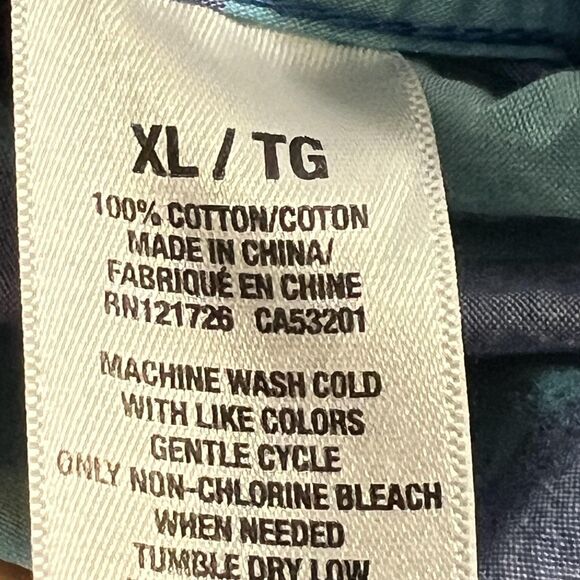 XL / TG
100% COTTON/COTON
MADE IN CHINA/
FABRIQUÉ EN CHINE
RN121726 CA53201
MACHINE WASH COLD
WITH LIKE COLORS
GENTLE CYCLE
ONLY NON-CHLORINE BLEACH
WHEN NEEDED
TUMBLE DRY LOW